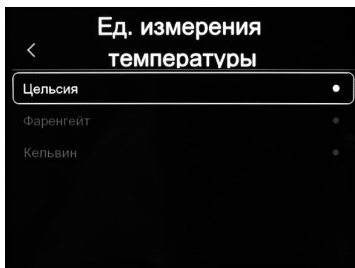 Ед. измерения
температуры
Цельсия
Фаренгейт
Кельвин